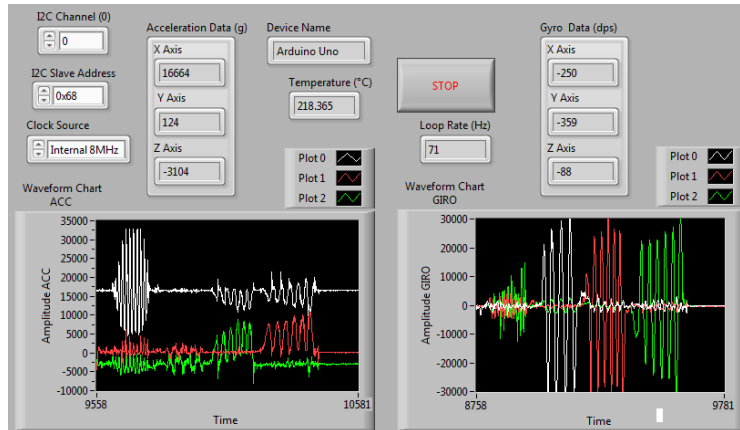 I2C Channel (0)
0
I2C Slave Address
0x68
Clock Source
Internal 8MHz
Acceleration Data (g)
X Axis
16664
Y Axis
124
Z Axis
-3104
Device Name
Arduino Uno
Temperature (°C)
218.365
STOP
Loop Rate (Hz)
71
Gyro Data (dps)
X Axis
-250
Y Axis
-359
Z Axis
-88
Waveform Chart
ACC
Plot 0
Plot 1
Plot 2
Amplitude ACC
35000
30000
25000
20000
15000
10000
5000
0
-5000
-10000
9558
10581
Time
Waveform Chart
GIRO
Plot 0
Plot 1
Plot 2
Amplitude GIRO
30000
20000
10000
0
-10000
-20000
-30000
8758
9781
Time